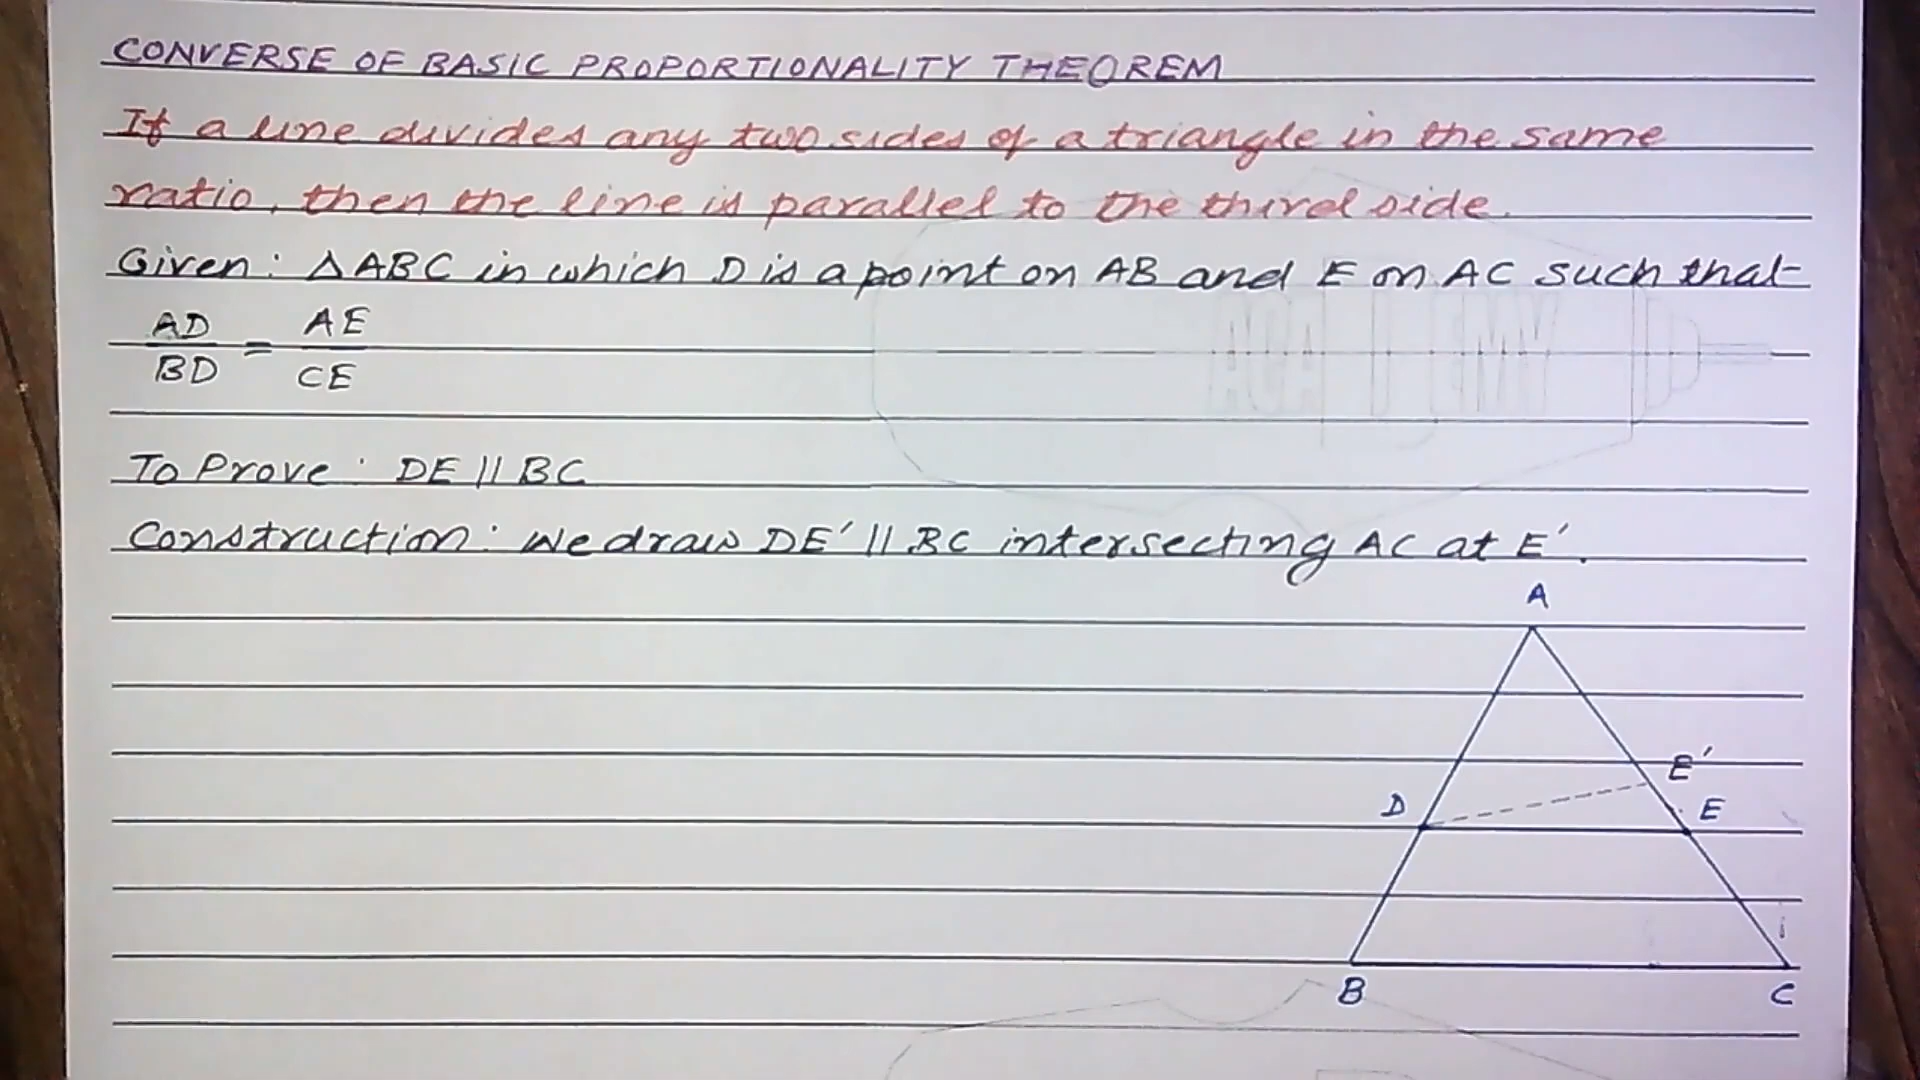 CONVERSE OF BASIC PROPORTIONALITY THEOREM
If a line divides any two sides of a triangle in the same
ratio, then the line is parallel to the third side.
Given: △ABC in which D is a point on AB and E on AC such that
AD/BD = AE/CE
To Prove: DE || BC
Construction: We draw DE' || BC intersecting AC at E'.
A
E'
D E
B C
ACADEMY